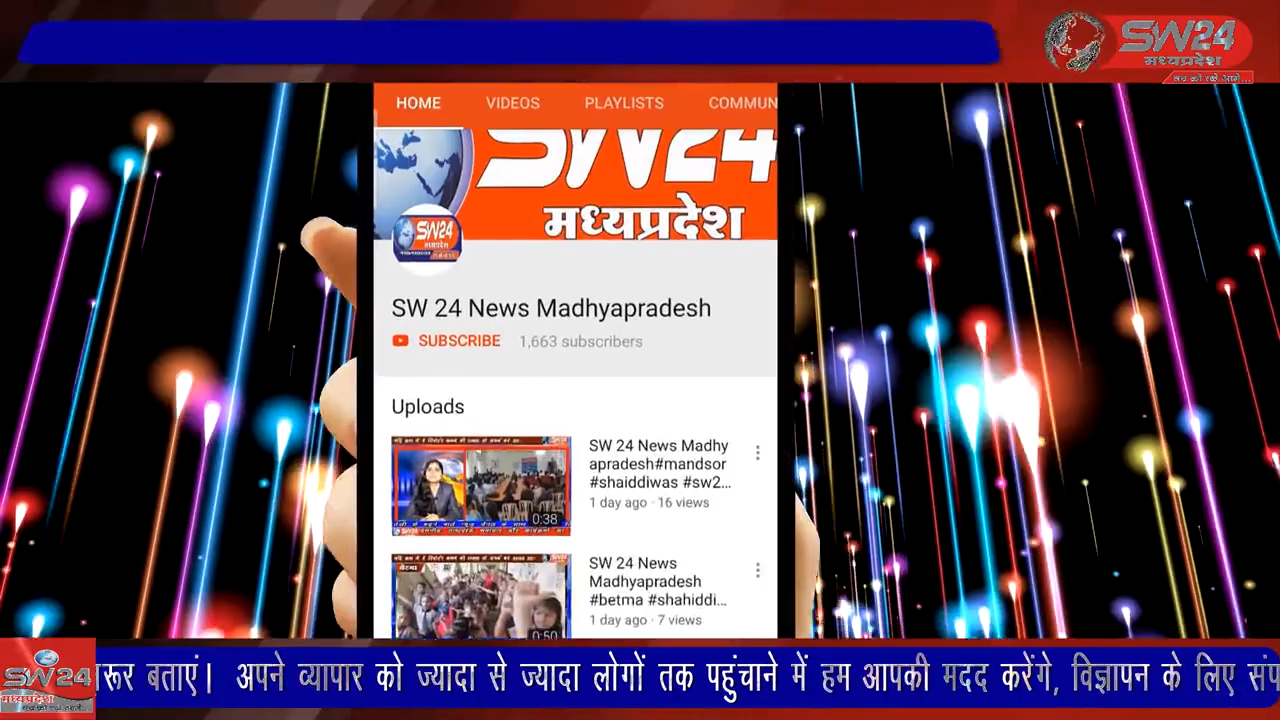 SW24
मध्यप्रदेश
HOME VIDEOS PLAYLISTS COMMUN
SW24
मध्यप्रदेश
SW24
SW 24 News Madhyapradesh
SUBSCRIBE 1,663 subscribers
Uploads
SW 24 News Madhy
apradesh#mandsor
#shaiddiwas #sw2...
1 day ago · 16 views
0:38
SW 24 News
Madhyapradesh
#betma #shahiddi...
1 day ago · 7 views
0:50
SW24
मध्यप्रदेश
रूर बताएं। अपने व्यापार को ज्यादा से ज्यादा लोगों तक पहुंचाने में हम आपकी मदद करेंगे, विज्ञापन के लिए संप